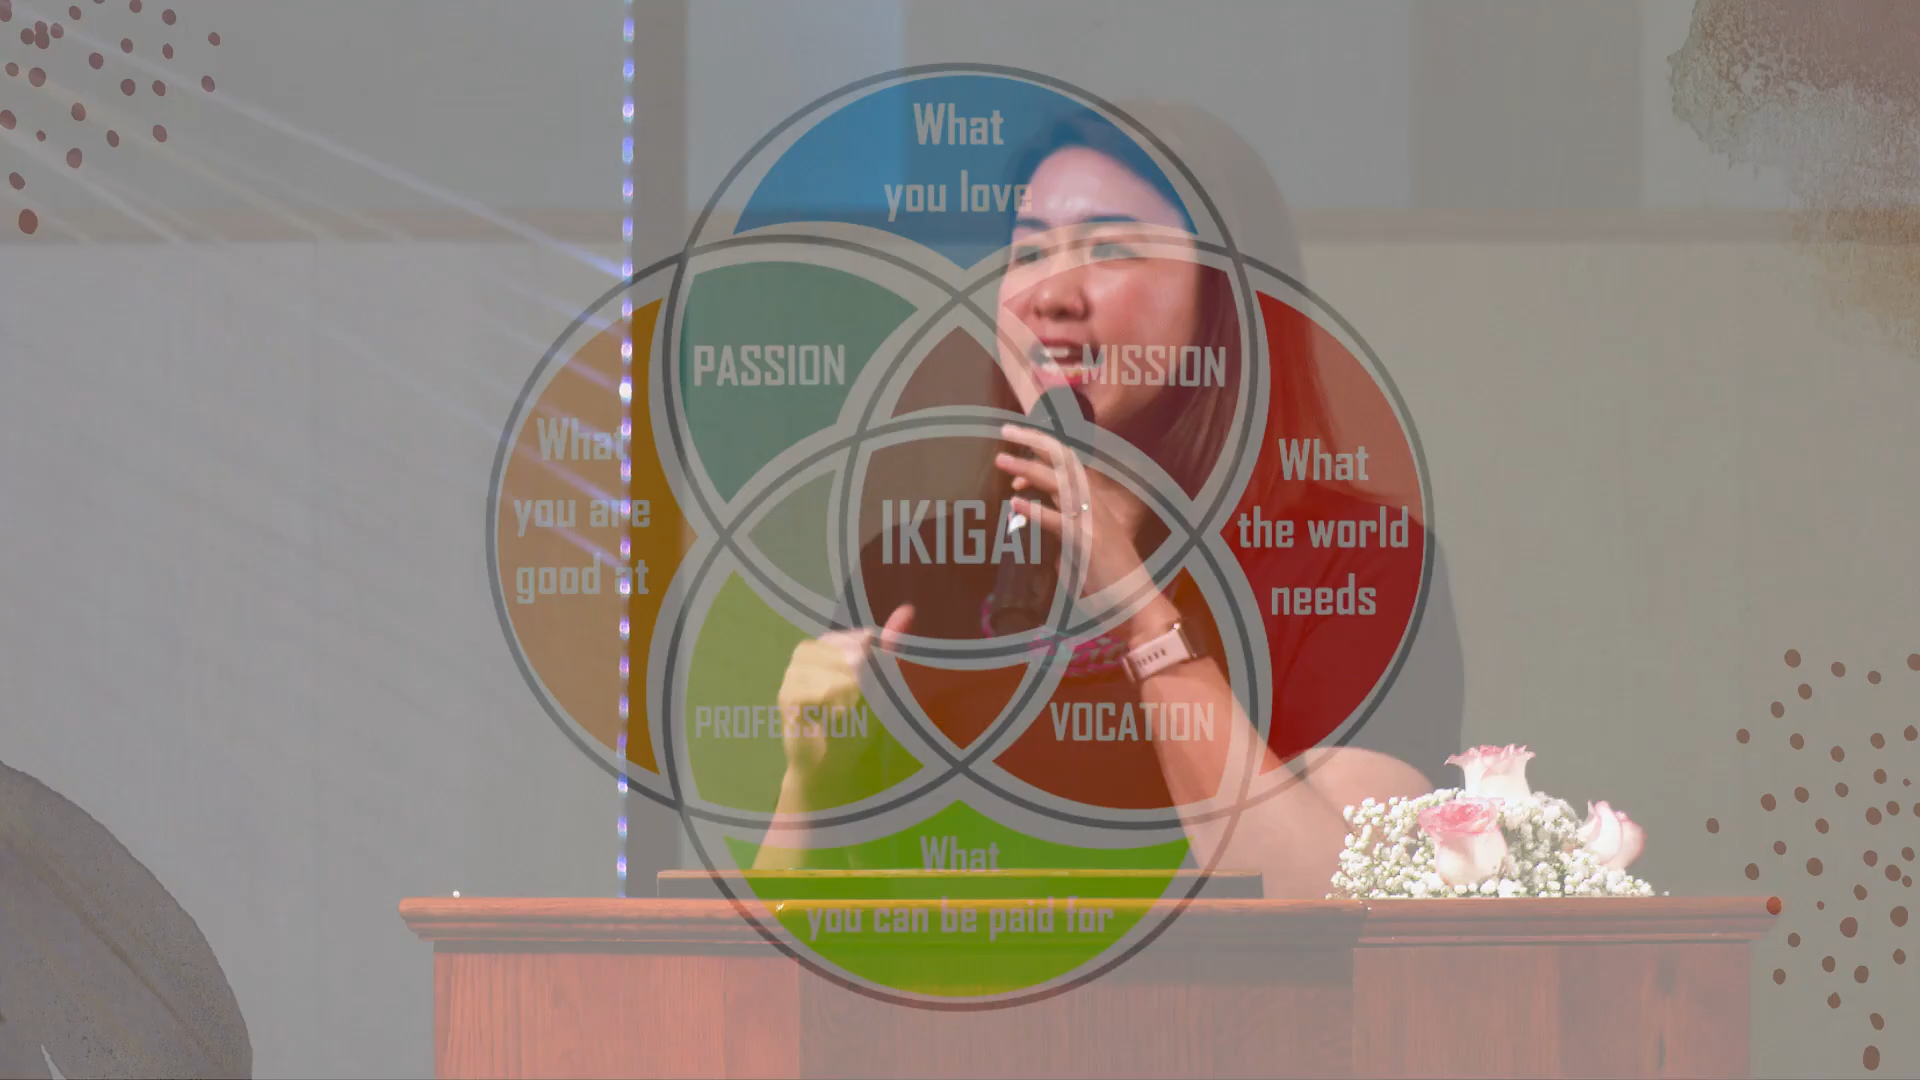 What
you love
PASSION
MISSION
What
you are
good at
IKIGAI
What
the world
needs
PROFESSION
VOCATION
What
you can be paid for